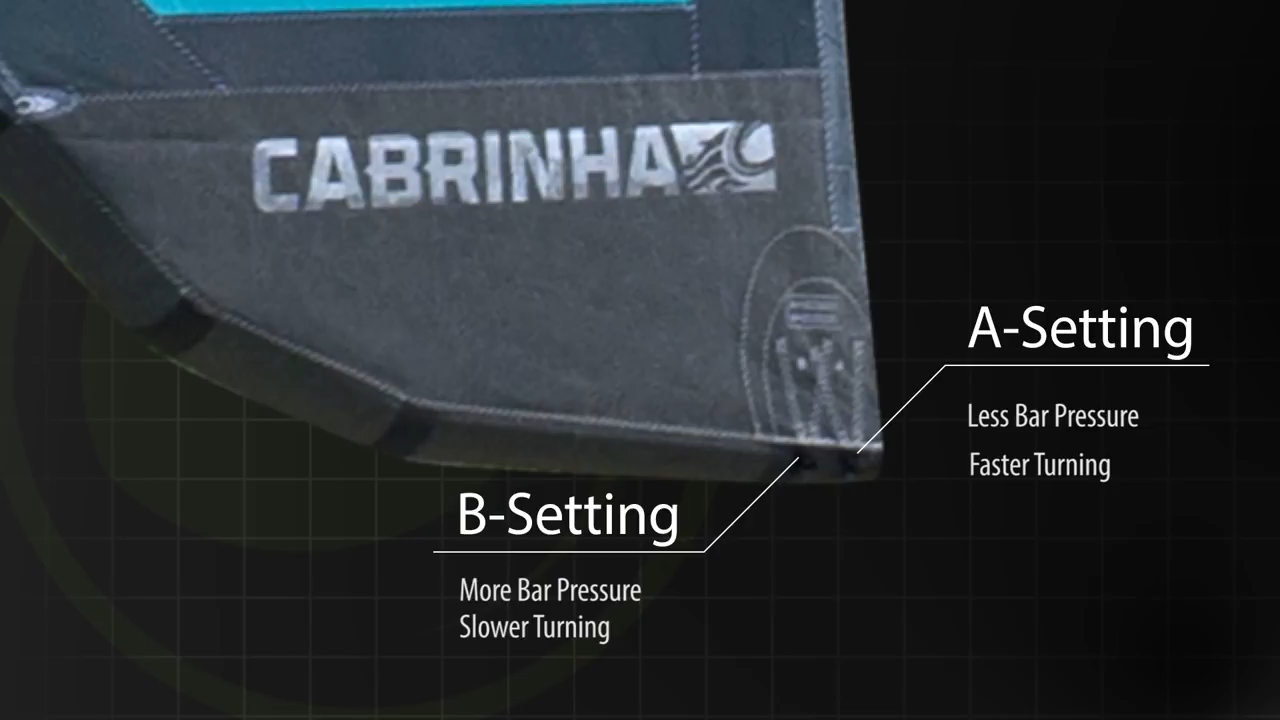 CABRINHA
A-Setting
Less Bar Pressure
Faster Turning
B-Setting
More Bar Pressure
Slower Turning